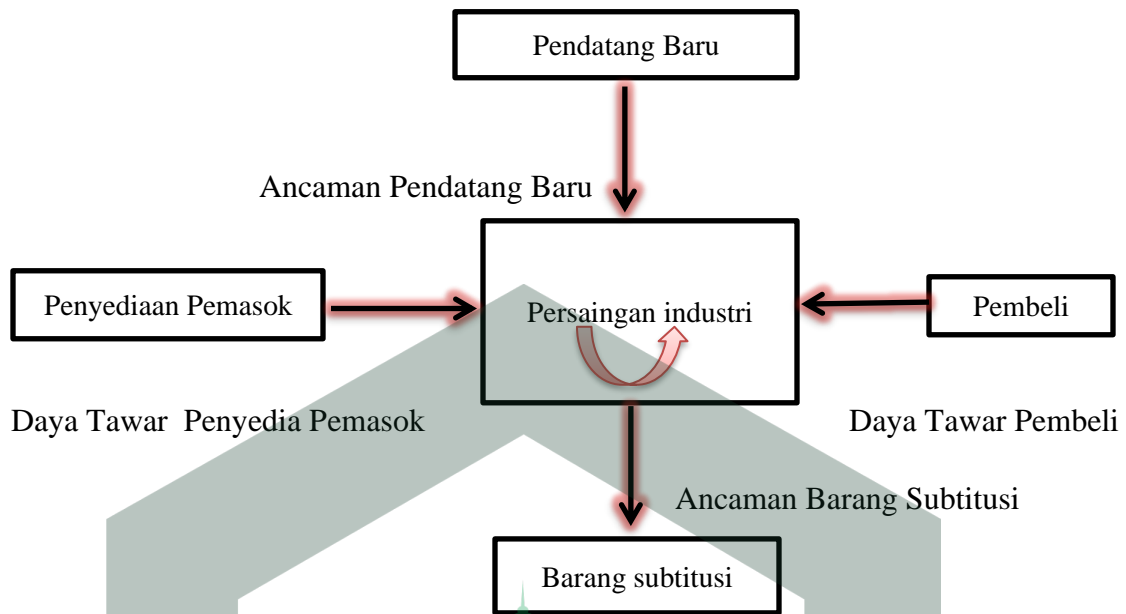 Pendatang Baru
Ancaman Pendatang Baru
Penyediaan Pemasok
Persaingan industri
Pembeli
Daya Tawar  Penyedia Pemasok
Daya Tawar Pembeli
Ancaman Barang Subtitusi
Barang subtitusi